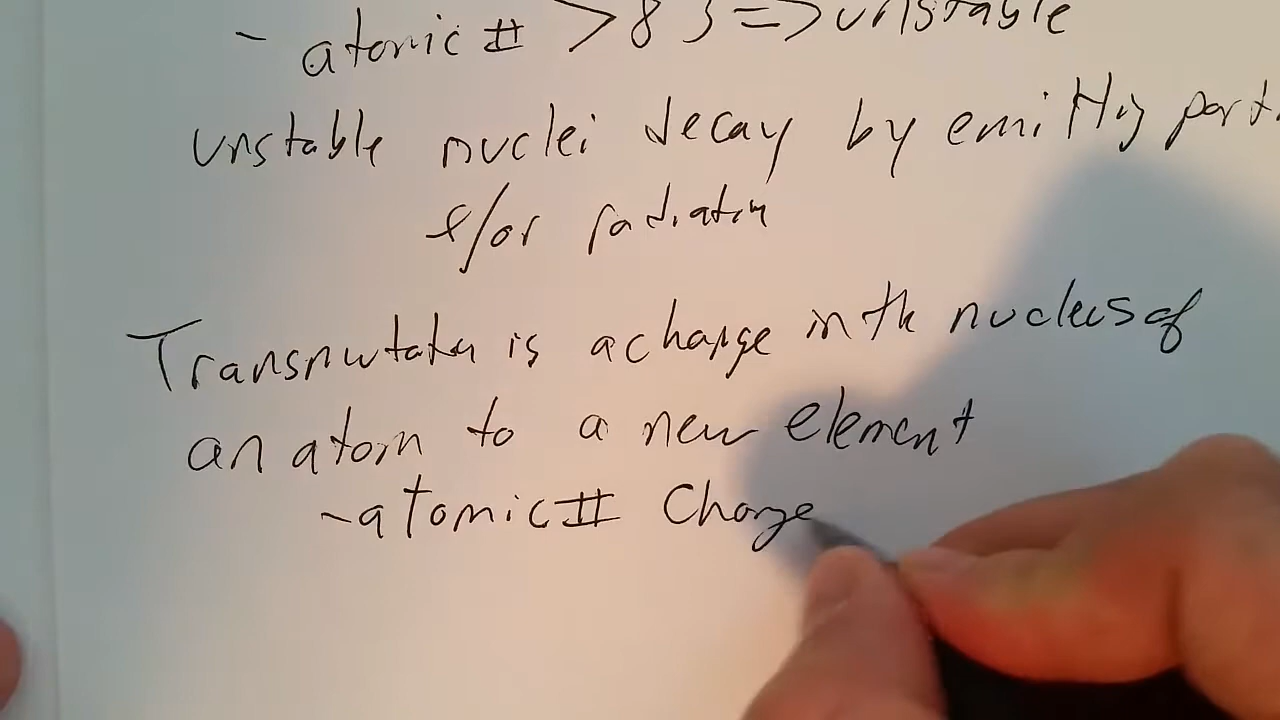 - atomic # > 83 => unstable
unstable nuclei decay by emitting part.
&/or radiation
Transmutation is a change in the nucleus of
an atom to a new element
- atomic # Change